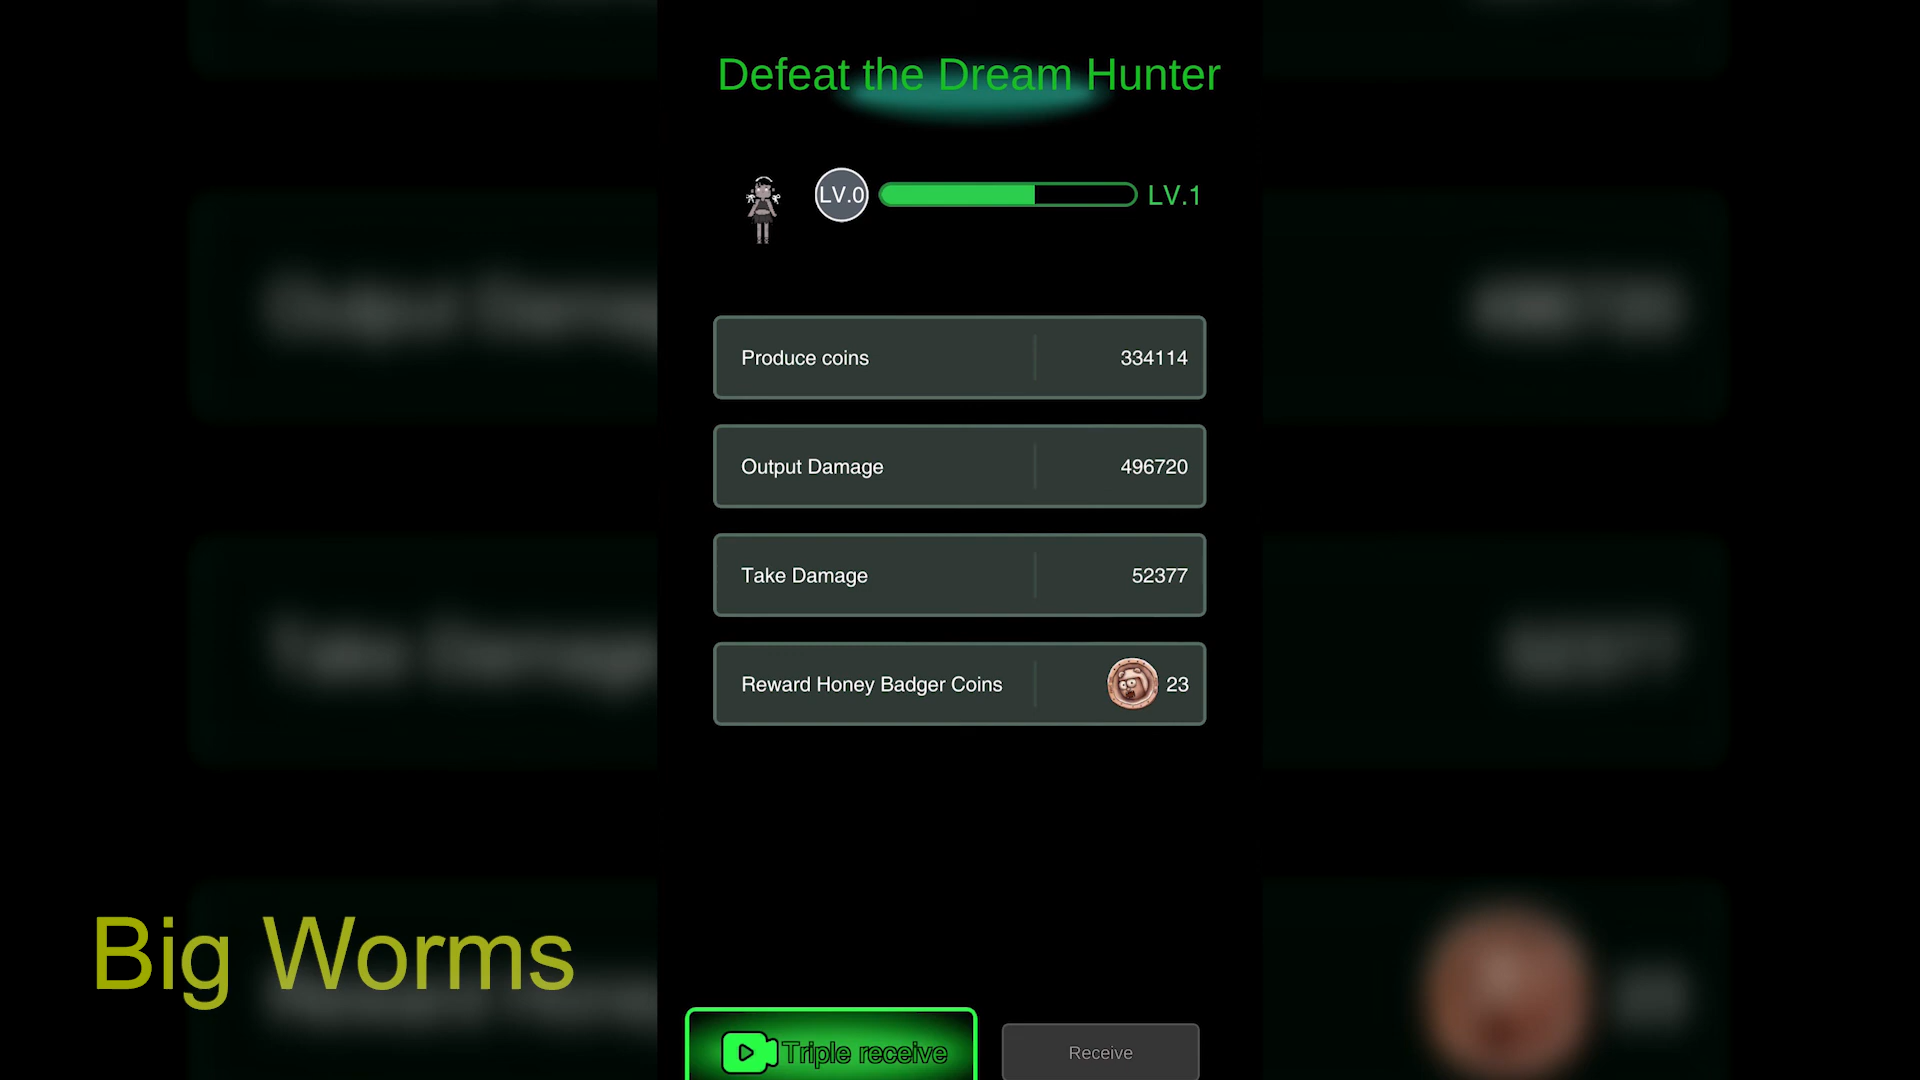 Defeat the Dream Hunter
LV.0 LV.1
Produce coins 334114
Output Damage 496720
Take Damage 52377
Reward Honey Badger Coins 23
Big Worms
Triple receive
Receive